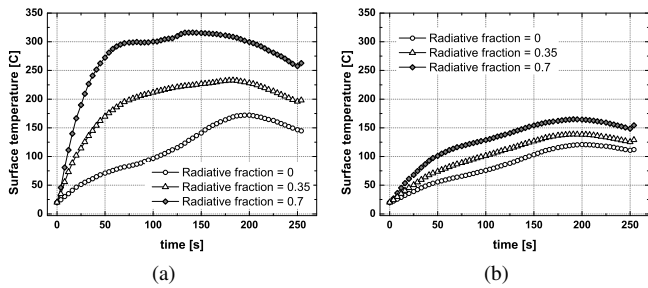 (a)
350
300
250
200
150
100
50
0
Surface temperature [C]
Radiative fraction = 0
Radiative fraction = 0.35
Radiative fraction = 0.7
0 50 100 150 200 250
time [s]
(a)
(b)
350
300
250
200
150
100
50
0
Surface temperature [C]
Radiative fraction = 0
Radiative fraction = 0.35
Radiative fraction = 0.7
0 50 100 150 200 250
time [s]
(b)